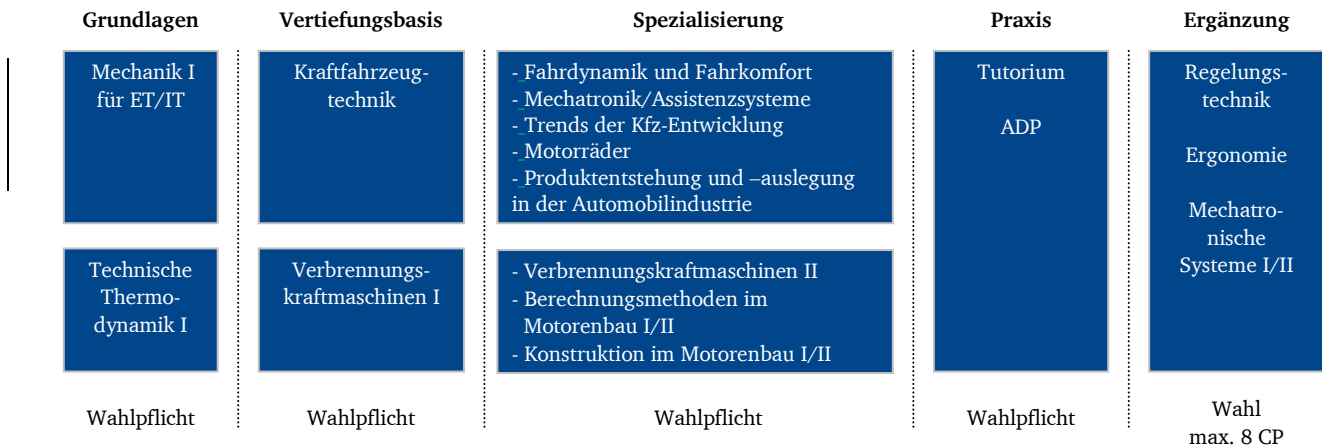 Grundlagen
Vertiefungsbasis
Spezialisierung
Praxis
Ergänzung
Mechanik I
für ET/IT
Kraftfahrzeug-
technik
- Fahrdynamik und Fahrkomfort
- Mechatronik/Assistenzsysteme
- Trends der Kfz-Entwicklung
- Motorräder
- Produktentstehung und –auslegung
in der Automobilindustrie
Tutorium
ADP
Regelungs-
technik
Ergonomie
Mechatro-
nische
Systeme I/II
Technische
Thermo-
dynamik I
Verbrennungs-
kraftmaschinen I
- Verbrennungskraftmaschinen II
- Berechnungsmethoden im
Motorenbau I/II
- Konstruktion im Motorenbau I/II
Wahlpflicht
Wahlpflicht
Wahlpflicht
Wahlpflicht
Wahl
max. 8 CP